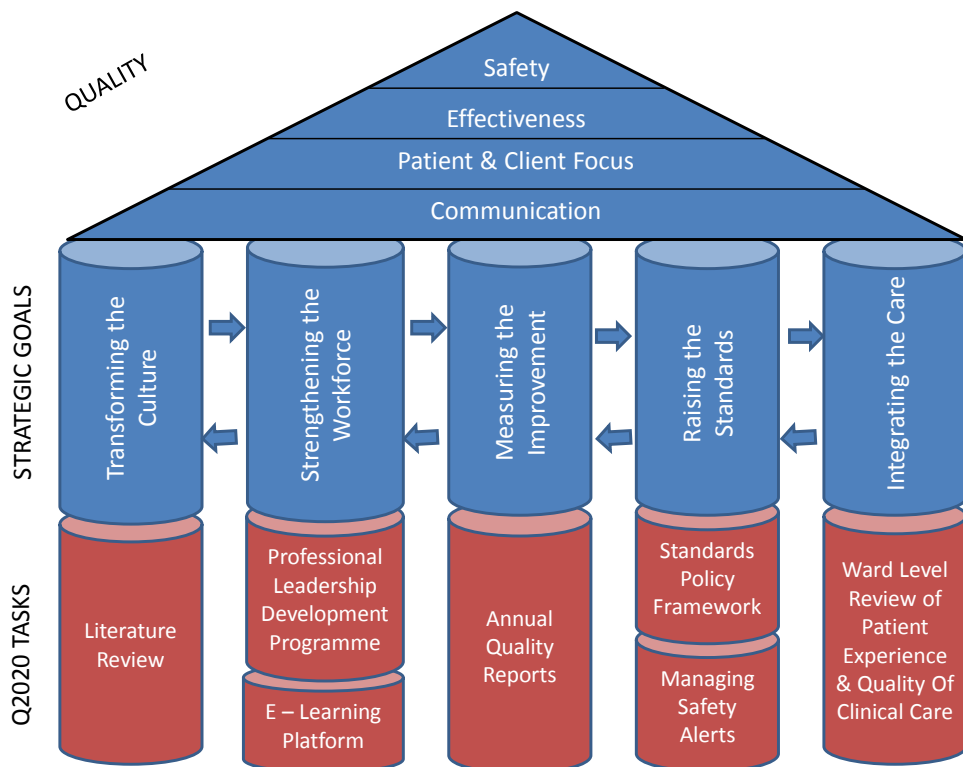 QUALITY
Safety
Effectiveness
Patient & Client Focus
Communication
STRATEGIC GOALS
Transforming the
Culture
Strengthening the
Workforce
Measuring the
Improvement
Raising the
Standards
Integrating the Care
Q2020 TASKS
Literature
Review
Professional
Leadership
Development
Programme
E – Learning
Platform
Annual
Quality
Reports
Standards
Policy
Framework
Managing
Safety
Alerts
Ward Level
Review of
Patient
Experience
& Quality Of
Clinical Care